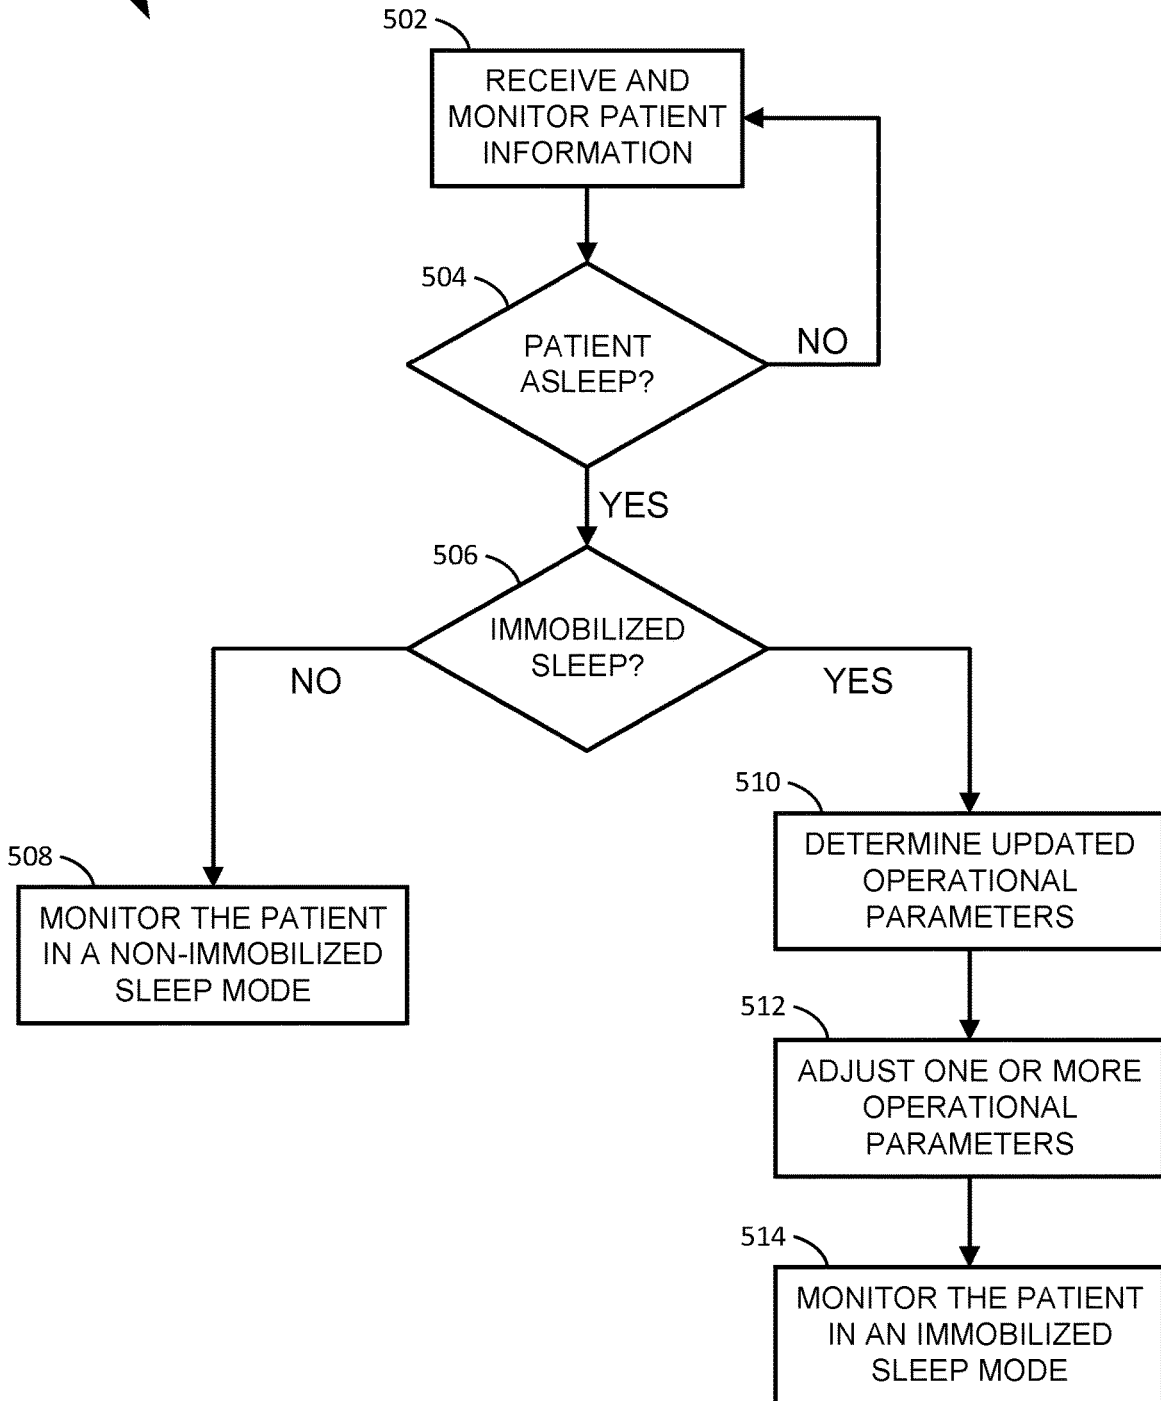 502
RECEIVE AND
MONITOR PATIENT
INFORMATION
504
PATIENT
ASLEEP?
NO
YES
506
IMMOBILIZED
SLEEP?
NO
YES
508
MONITOR THE PATIENT
IN A NON-IMMOBILIZED
SLEEP MODE
510
DETERMINE UPDATED
OPERATIONAL
PARAMETERS
512
ADJUST ONE OR MORE
OPERATIONAL
PARAMETERS
514
MONITOR THE PATIENT
IN AN IMMOBILIZED
SLEEP MODE